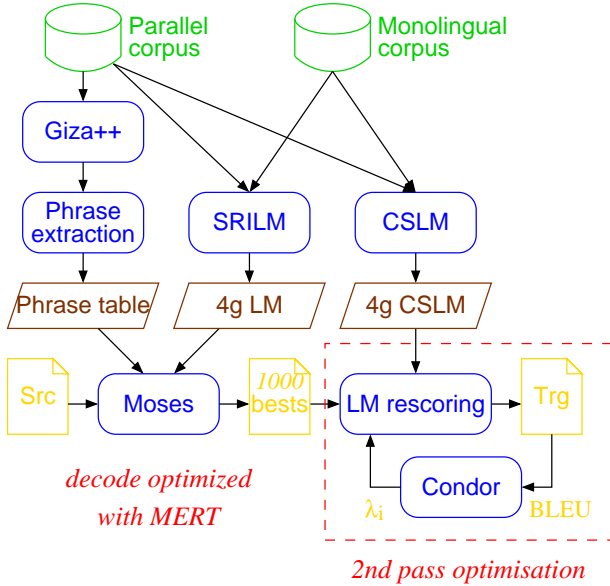 Parallel
corpus
Monolingual
corpus
Giza++
Phrase
extraction
SRILM
CSLM
Phrase table
4g LM
4g CSLM
Src
Moses
1000
bests
LM rescoring
Trg
Condor
λi
BLEU
decode optimized
with MERT
2nd pass optimisation